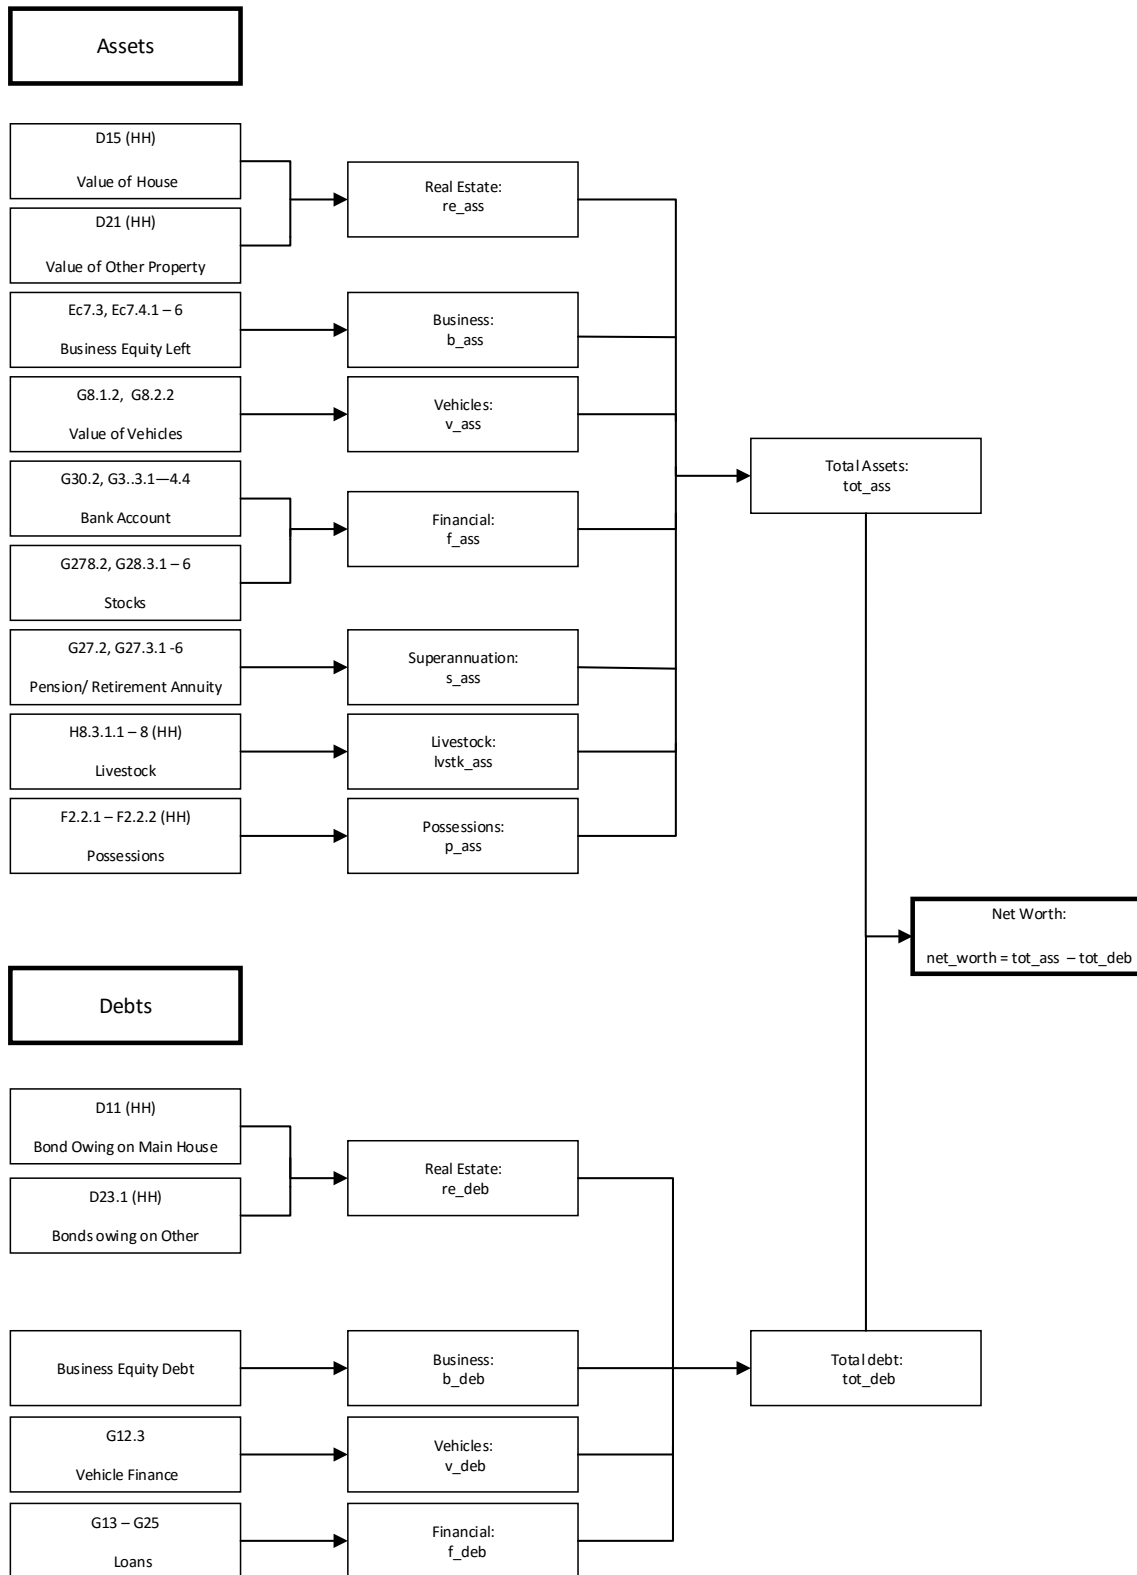 Assets
D15 (HH)
Value of House
D21 (HH)
Value of Other Property
Real Estate:
re_ass
Ec7.3, Ec7.4.1 – 6
Business Equity Left
Business:
b_ass
G8.1.2, G8.2.2
Value of Vehicles
Vehicles:
v_ass
G30.2, G3..3.1—4.4
Bank Account
G278.2, G28.3.1 – 6
Stocks
Financial:
f_ass
G27.2, G27.3.1 -6
Pension/ Retirement Annuity
Superannuation:
s_ass
H8.3.1.1 – 8 (HH)
Livestock
Livestock:
lvstk_ass
F2.2.1 – F2.2.2 (HH)
Possessions
Possessions:
p_ass
Total Assets:
tot_ass
Net Worth:
net_worth = tot_ass – tot_deb
Debts
D11 (HH)
Bond Owing on Main House
D23.1 (HH)
Bonds owing on Other
Real Estate:
re_deb
Business Equity Debt
Business:
b_deb
G12.3
Vehicle Finance
Vehicles:
v_deb
G13 – G25
Loans
Financial:
f_deb
Total debt:
tot_deb